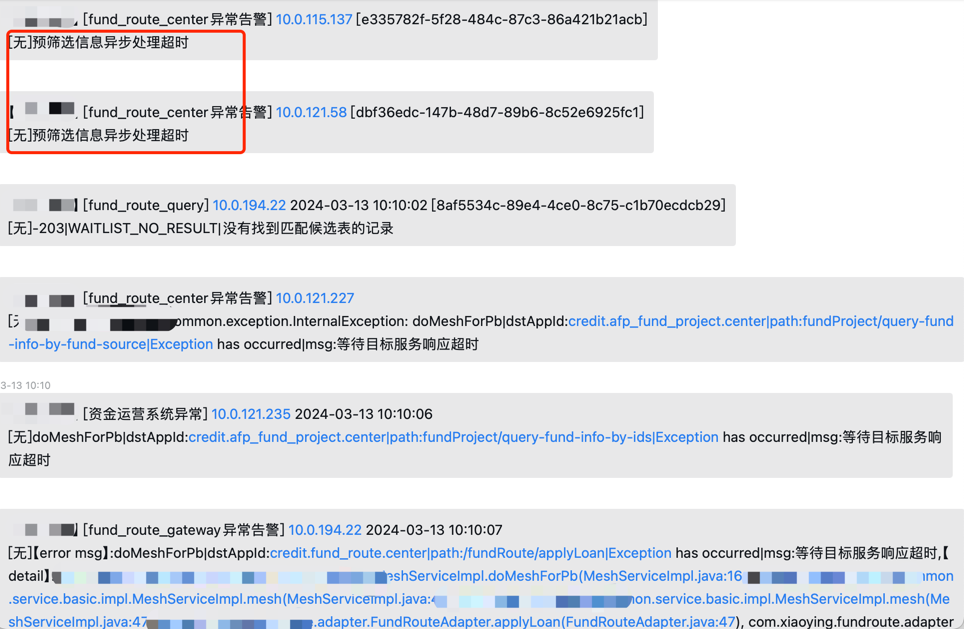 [fund_route_center异常告警] 10.0.115.137 [e335782f-5f28-484c-87c3-86a421b21acb]
[无]预筛选信息异步处理超时
【 [fund_route_center异常告警] 10.0.121.58 [dbf36edc-147b-48d7-89b6-8c52e6925fc1]
[无]预筛选信息异步处理超时
】[fund_route_query] 10.0.194.22 2024-03-13 10:10:02 [8af5534c-89e4-4ce0-8c75-c1b70ecdcb29]
[无]-203|WAITLIST_NO_RESULT|没有找到匹配候选表的记录
[fund_route_center异常告警] 10.0.121.227
ommon.exception.InternalException: doMeshForPb|dstAppId:credit.afp_fund_project.center|path:fundProject/query-fund
-info-by-fund-source|Exception has occurred|msg:等待目标服务响应超时
3-13 10:10
[资金运营系统异常] 10.0.121.235 2024-03-13 10:10:06
[无]doMeshForPb|dstAppId:credit.afp_fund_project.center|path:fundProject/query-fund-info-by-ids|Exception has occurred|msg:等待目标服务响
应超时
】[fund_route_gateway异常告警] 10.0.194.22 2024-03-13 10:10:07
[无]【error msg】:doMeshForPb|dstAppId:credit.fund_route.center|path:/fundRoute/applyLoan|Exception has occurred|msg:等待目标服务响应超时,【
detail】 eshServiceImpl.doMeshForPb(MeshServiceImpl.java:16 mmon
.service.basic.impl.MeshServiceImpl.mesh(MeshServiceImpl.java: on.service.basic.impl.MeshServiceImpl.mesh(Me
shServiceImpl.java:47 .adapter.FundRouteAdapter.applyLoan(FundRouteAdapter.java:47), com.xiaoying.fundroute.adapter